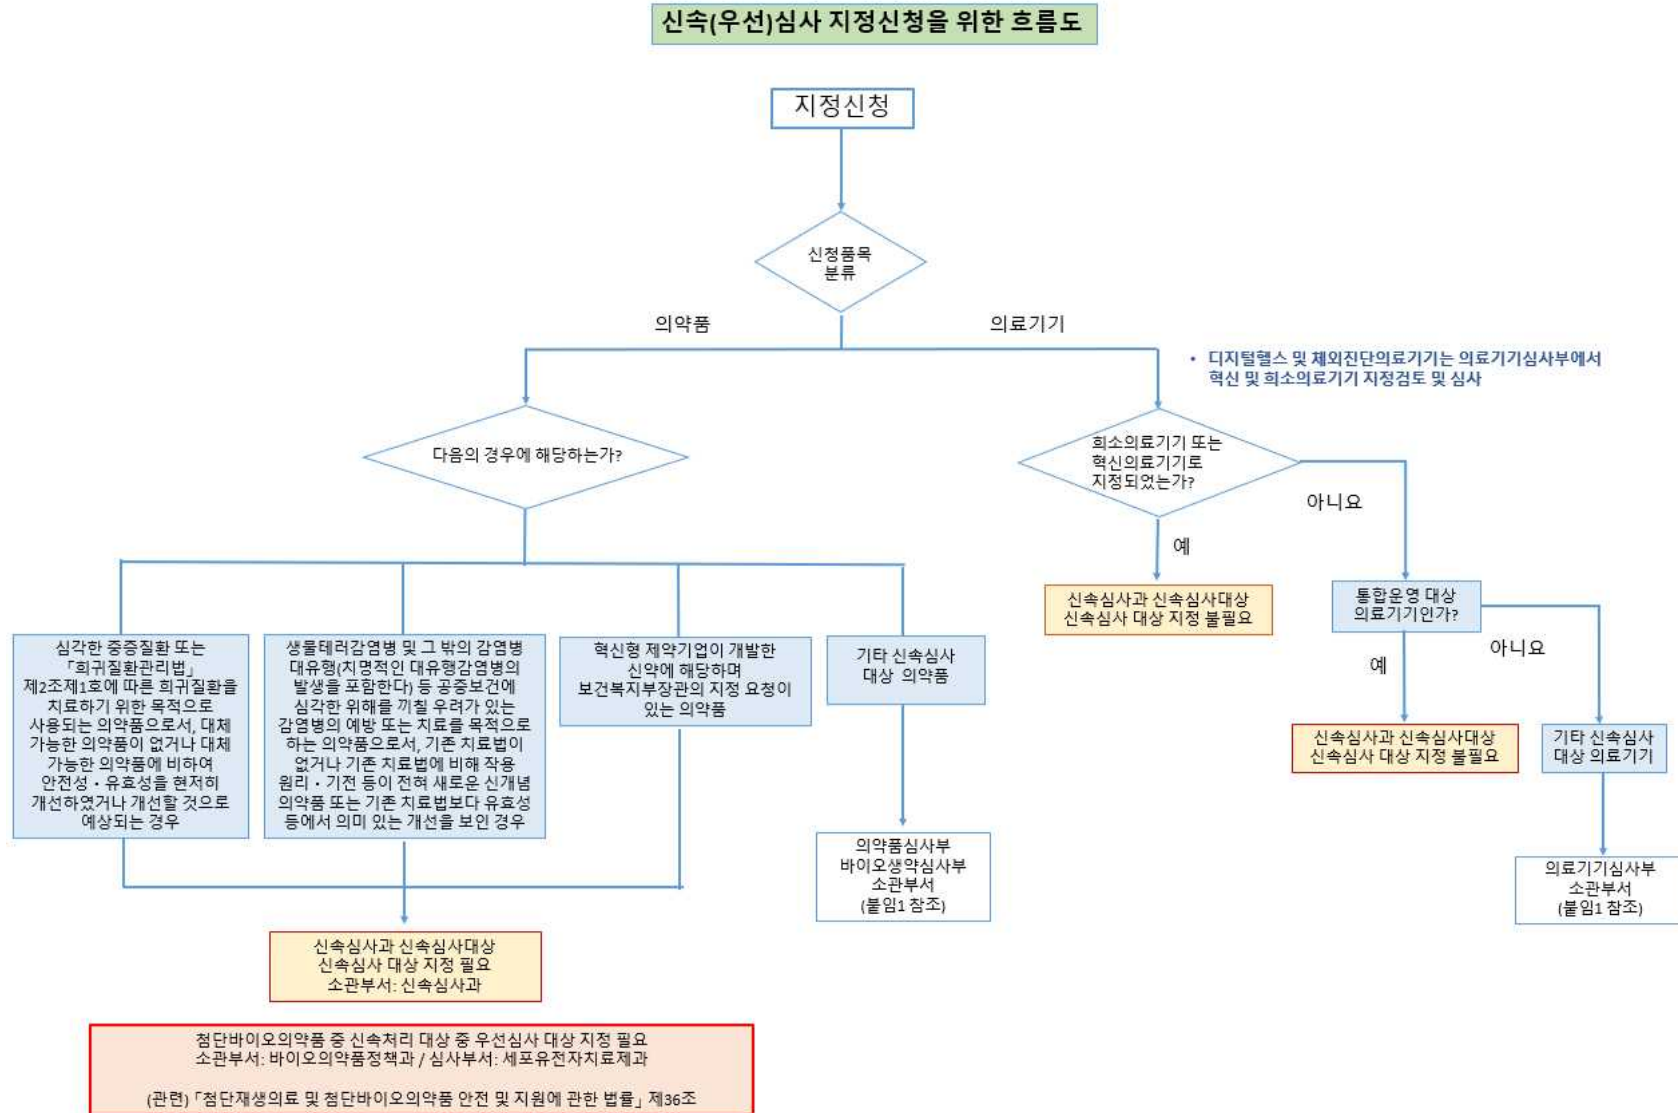 신속(우선)심사 지정신청을 위한 흐름도
지정신청
신청품목
분류
의약품
의료기기
• 디지털헬스 및 체외진단의료기기는 의료기기심사부에서
혁신 및 희소의료기기 지정검토 및 심사
다음의 경우에 해당하는가?
희소의료기기 또는
혁신의료기기로
지정되었는가?
아니요
예
신속심사과 신속심사대상
신속심사 대상 지정 불필요
통합운영 대상
의료기기인가?
예
아니요
심각한 중증질환 또는
「희귀질환관리법」
제2조제1호에 따른 희귀질환을
치료하기 위한 목적으로
사용되는 의약품으로서, 대체
가능한 의약품이 없거나 대체
가능한 의약품에 비하여
안전성・유효성을 현저히
개선하였거나 개선할 것으로
예상되는 경우
생물테러감염병 및 그 밖의 감염병
대유행(치명적인 대유행감염병의
발생을 포함한다) 등 공중보건에
심각한 위해를 끼칠 우려가 있는
감염병의 예방 또는 치료를 목적으로
하는 의약품으로서, 기존 치료법이
없거나 기존 치료법에 비해 작용
원리・기전 등이 전혀 새로운 신개념
의약품 또는 기존 치료법보다 유효성
등에서 의미 있는 개선을 보인 경우
혁신형 제약기업이 개발한
신약에 해당하며
보건복지부장관의 지정 요청이
있는 의약품
기타 신속심사
대상 의약품
신속심사과 신속심사대상
신속심사 대상 지정 불필요
기타 신속심사
대상 의료기기
의약품심사부
바이오생약심사부
소관부서
(붙임1 참조)
의료기기심사부
소관부서
(붙임1 참조)
신속심사과 신속심사대상
신속심사 대상 지정 필요
소관부서: 신속심사과
첨단바이오의약품 중 신속처리 대상 중 우선심사 대상 지정 필요
소관부서: 바이오의약품정책과 / 심사부서: 세포유전자치료제과
(관련) 「첨단재생의료 및 첨단바이오의약품 안전 및 지원에 관한 법률」 제36조